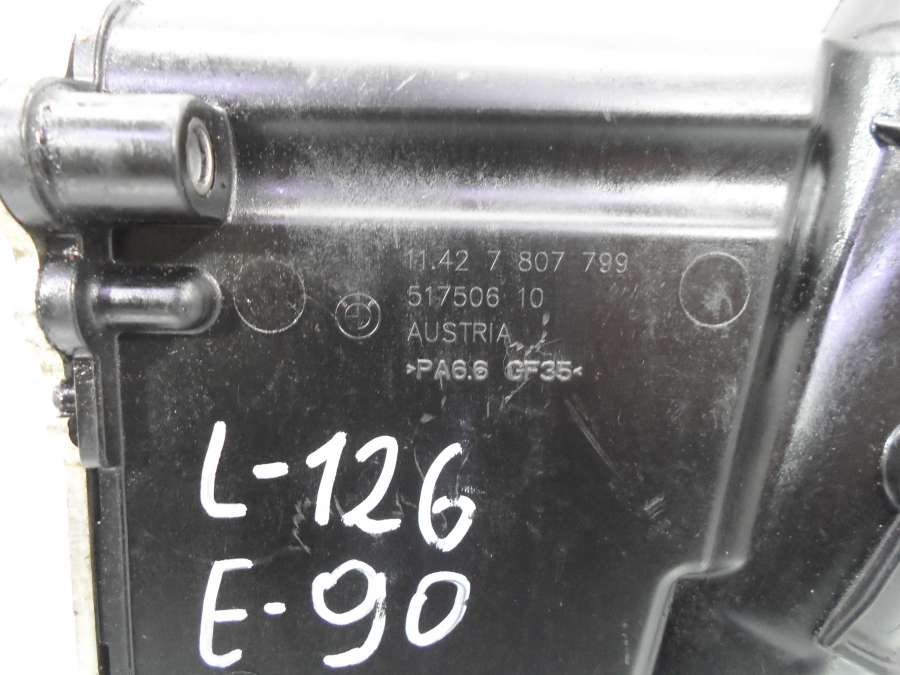 11.42 7 807 799
517506 10
AUSTRIA
>PA6.6 GF35<
L-126
E-90